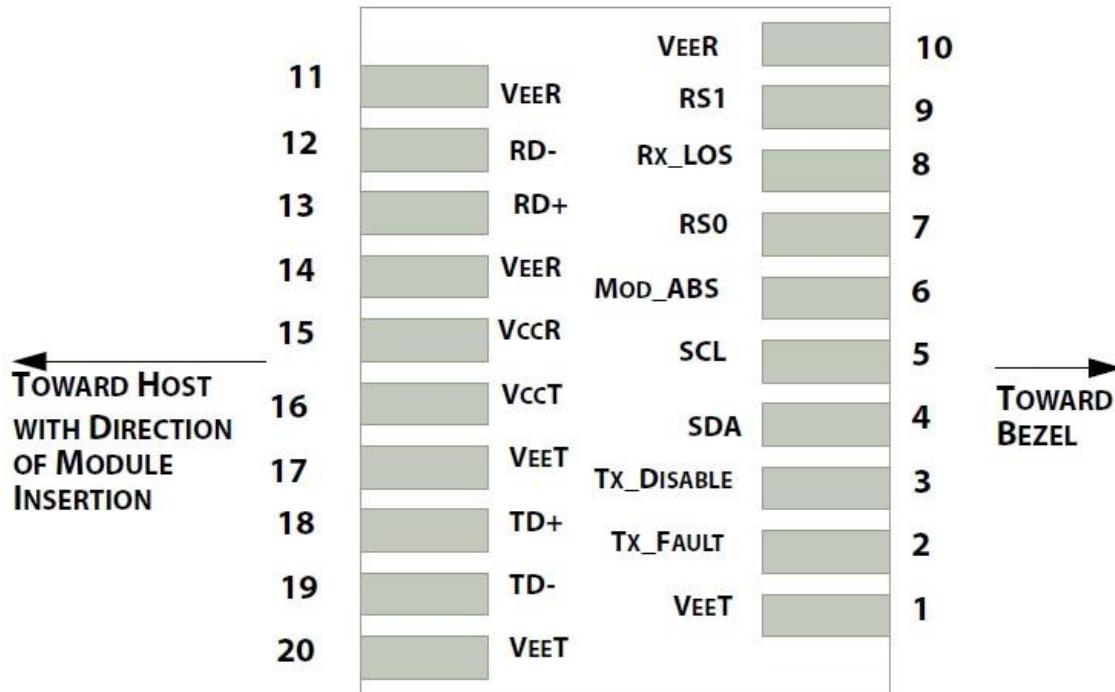 11 VEER
12 RD-
13 RD+
14 VEER
15 VCCR
16 VCCT
17 VEET
18 TD+
19 TD-
20 VEET
VEER 10
RS1 9
RX_LOS 8
RS0 7
MOD_ABS 6
SCL 5
SDA 4
TX_DISABLE 3
TX_FAULT 2
VEET 1
TOWARD HOST
WITH DIRECTION
OF MODULE
INSERTION
TOWARD
BEZEL